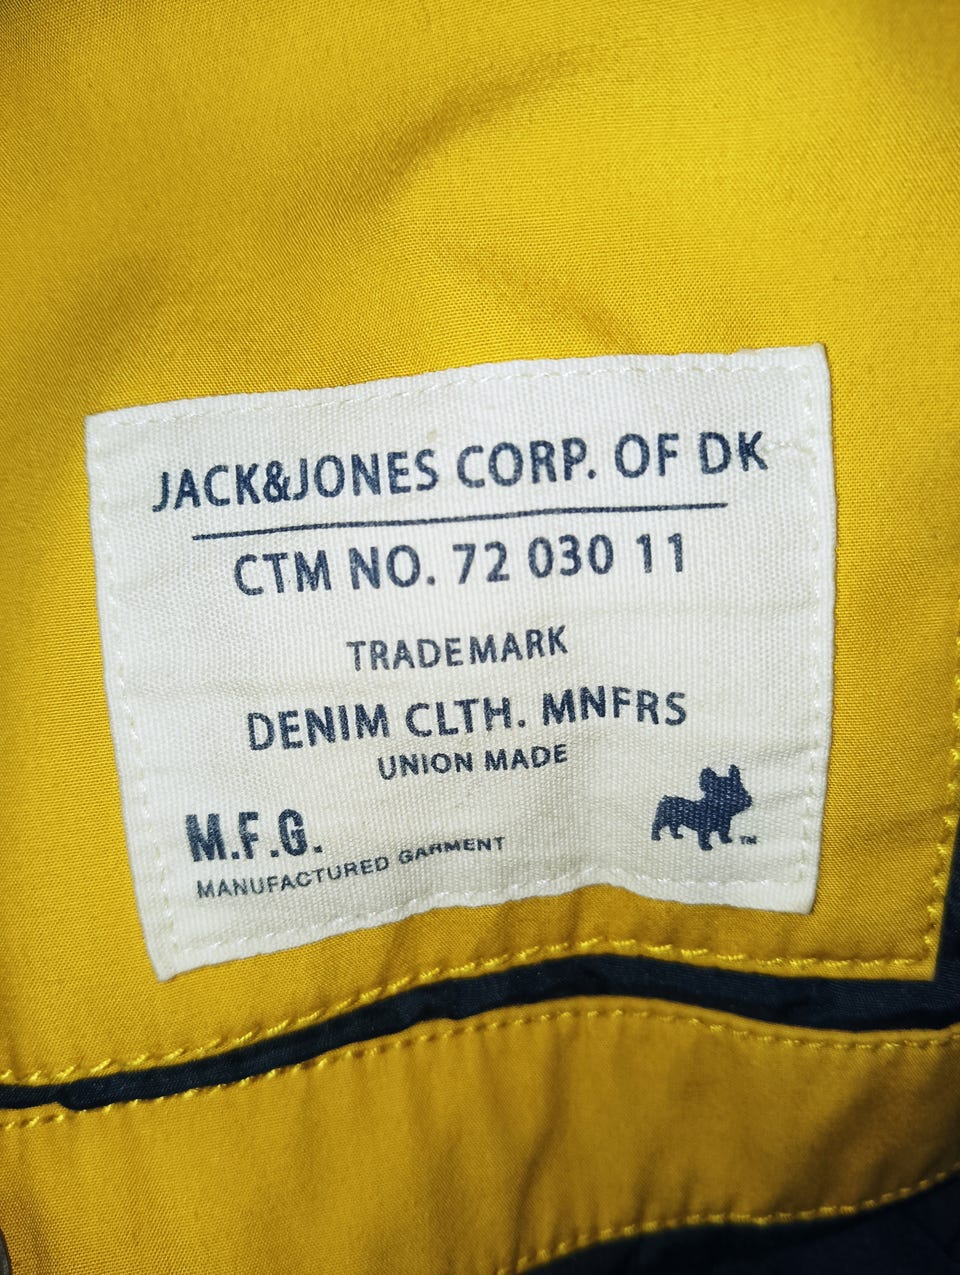 JACK&JONES CORP. OF DK
CTM NO. 72 030 11
TRADEMARK
DENIM CLTH. MNFRS
UNION MADE
M.F.G.
MANUFACTURED GARMENT
TM